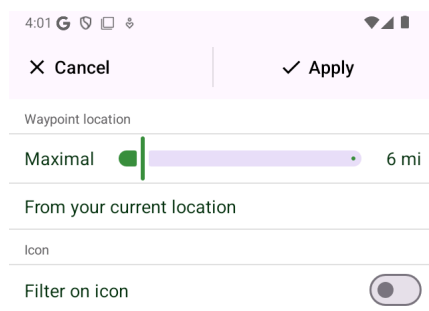 4:01 G
Cancel
Apply
Waypoint location
Maximal 6 mi
From your current location
Icon
Filter on icon